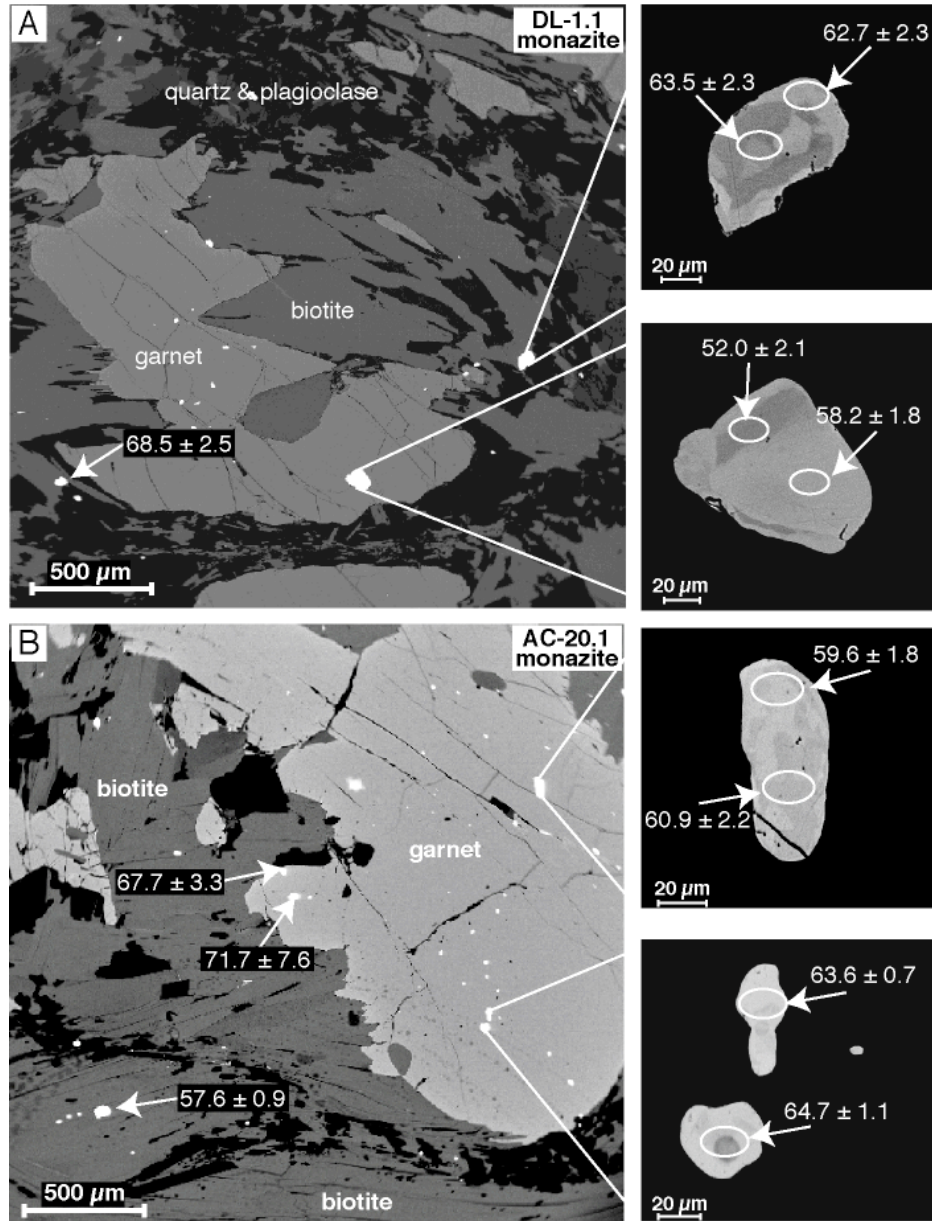 A
DL-1.1
monazite
quartz & plagioclase
biotite
garnet
68.5 ± 2.5
500 µm
62.7 ± 2.3
63.5 ± 2.3
20 µm
52.0 ± 2.1
58.2 ± 1.8
20 µm
B
AC-20.1
monazite
biotite
garnet
67.7 ± 3.3
71.7 ± 7.6
57.6 ± 0.9
500 µm
biotite
59.6 ± 1.8
60.9 ± 2.2
20 µm
63.6 ± 0.7
64.7 ± 1.1
20 µm